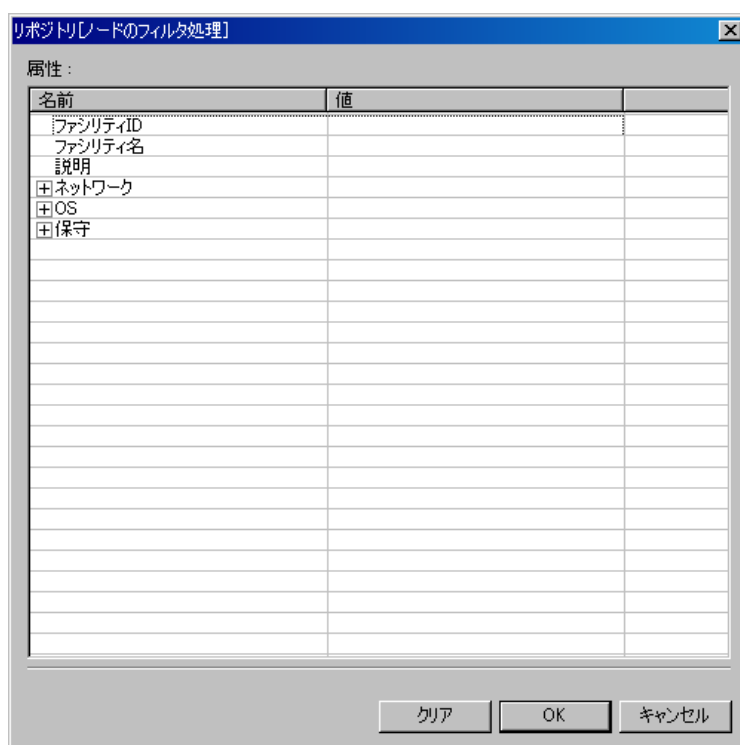 リポジトリ[ノードのフィルタ処理]
属性 :
名前 値
ファシリティID
ファシリティ名
説明
ネットワーク
OS
保守
クリア OK キャンセル